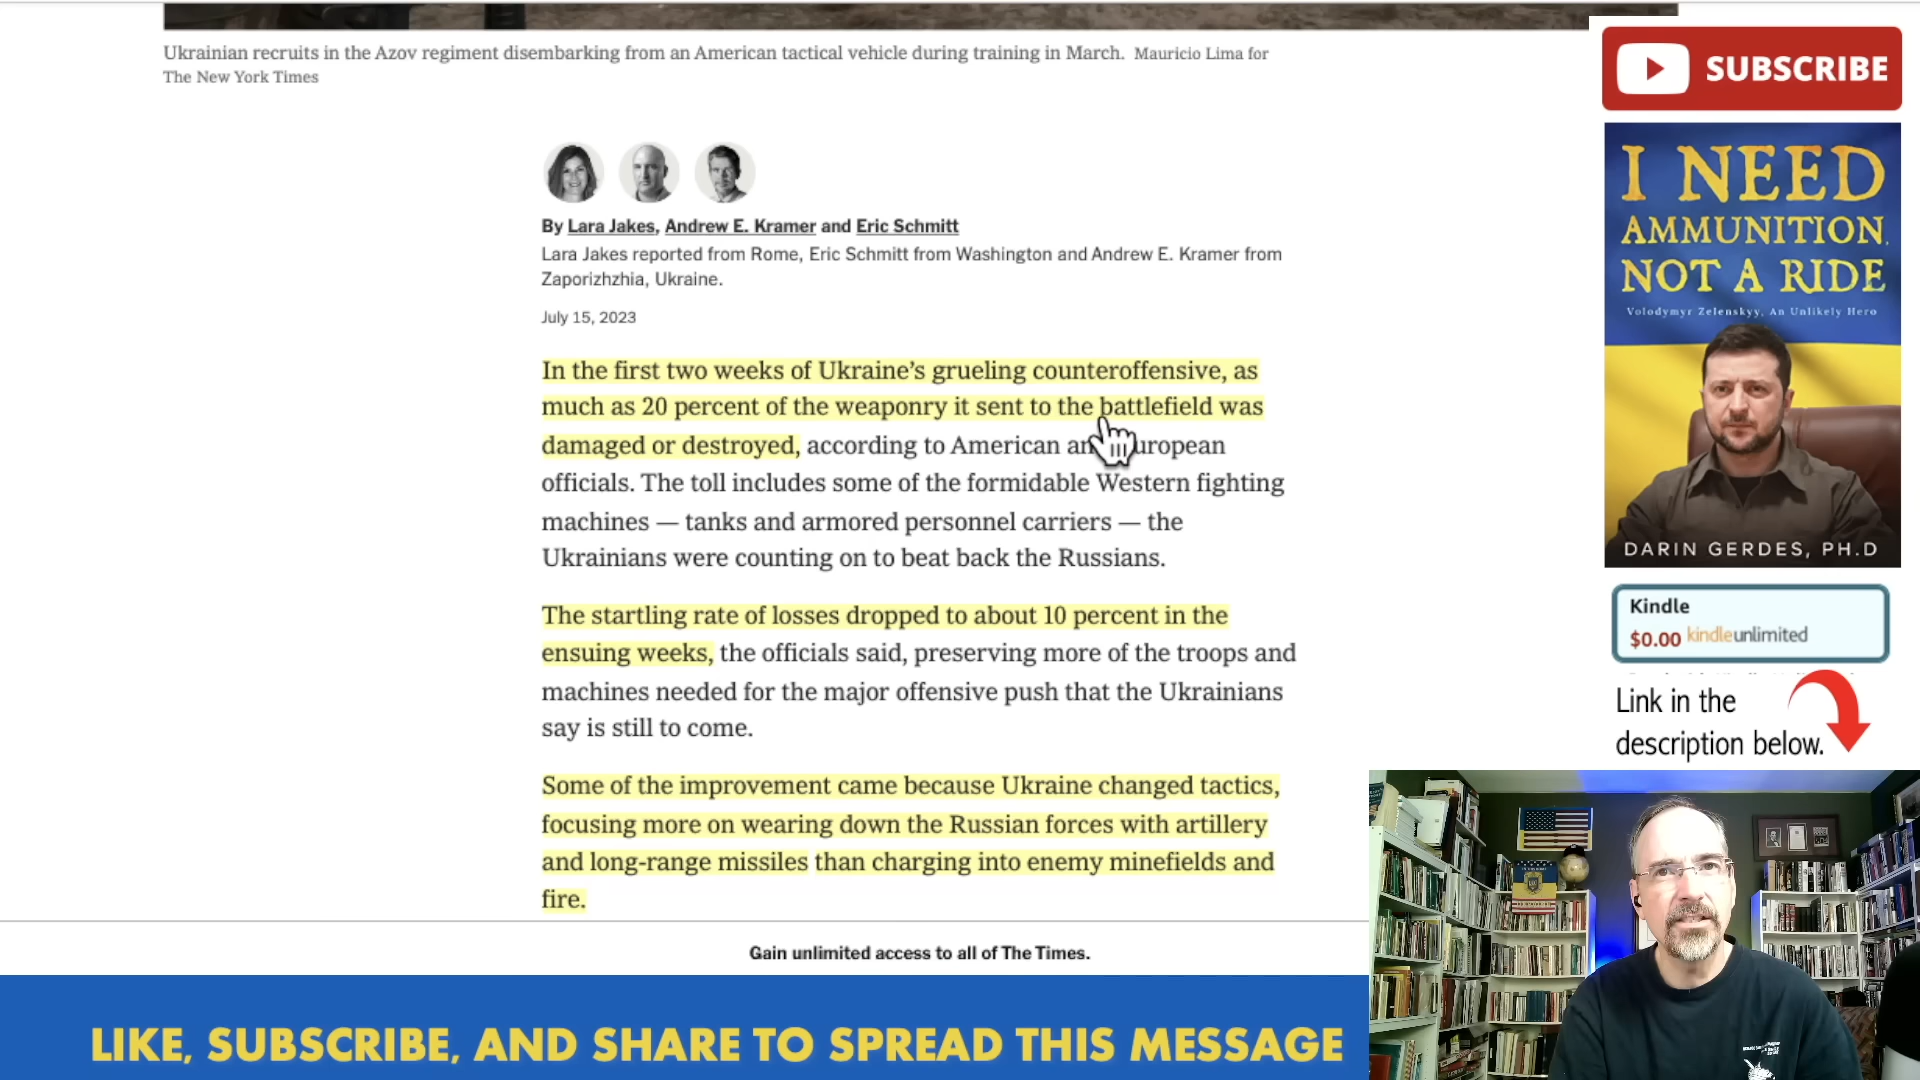 Ukrainian recruits in the Azov regiment disembarking from an American tactical vehicle during training in March. Mauricio Lima for
The New York Times
By Lara Jakes, Andrew E. Kramer and Eric Schmitt
Lara Jakes reported from Rome, Eric Schmitt from Washington and Andrew E. Kramer from
Zaporizhzhia, Ukraine.
July 15, 2023
In the first two weeks of Ukraine's grueling counteroffensive, as
much as 20 percent of the weaponry it sent to the battlefield was
damaged or destroyed, according to American an uropean
officials. The toll includes some of the formidable Western fighting
machines — tanks and armored personnel carriers — the
Ukrainians were counting on to beat back the Russians.
The startling rate of losses dropped to about 10 percent in the
ensuing weeks, the officials said, preserving more of the troops and
machines needed for the major offensive push that the Ukrainians
say is still to come.
Some of the improvement came because Ukraine changed tactics,
focusing more on wearing down the Russian forces with artillery
and long-range missiles than charging into enemy minefields and
fire.
Gain unlimited access to all of The Times.
LIKE, SUBSCRIBE, AND SHARE TO SPREAD THIS MESSAGE
SUBSCRIBE
I NEED
AMMUNITION,
NOT A RIDE
Volodymyr Zelenskyy, An Unlikely Hero
DARIN GERDES, PH.D
Kindle
$0.00 kindleunlimited
Link in the
description below.